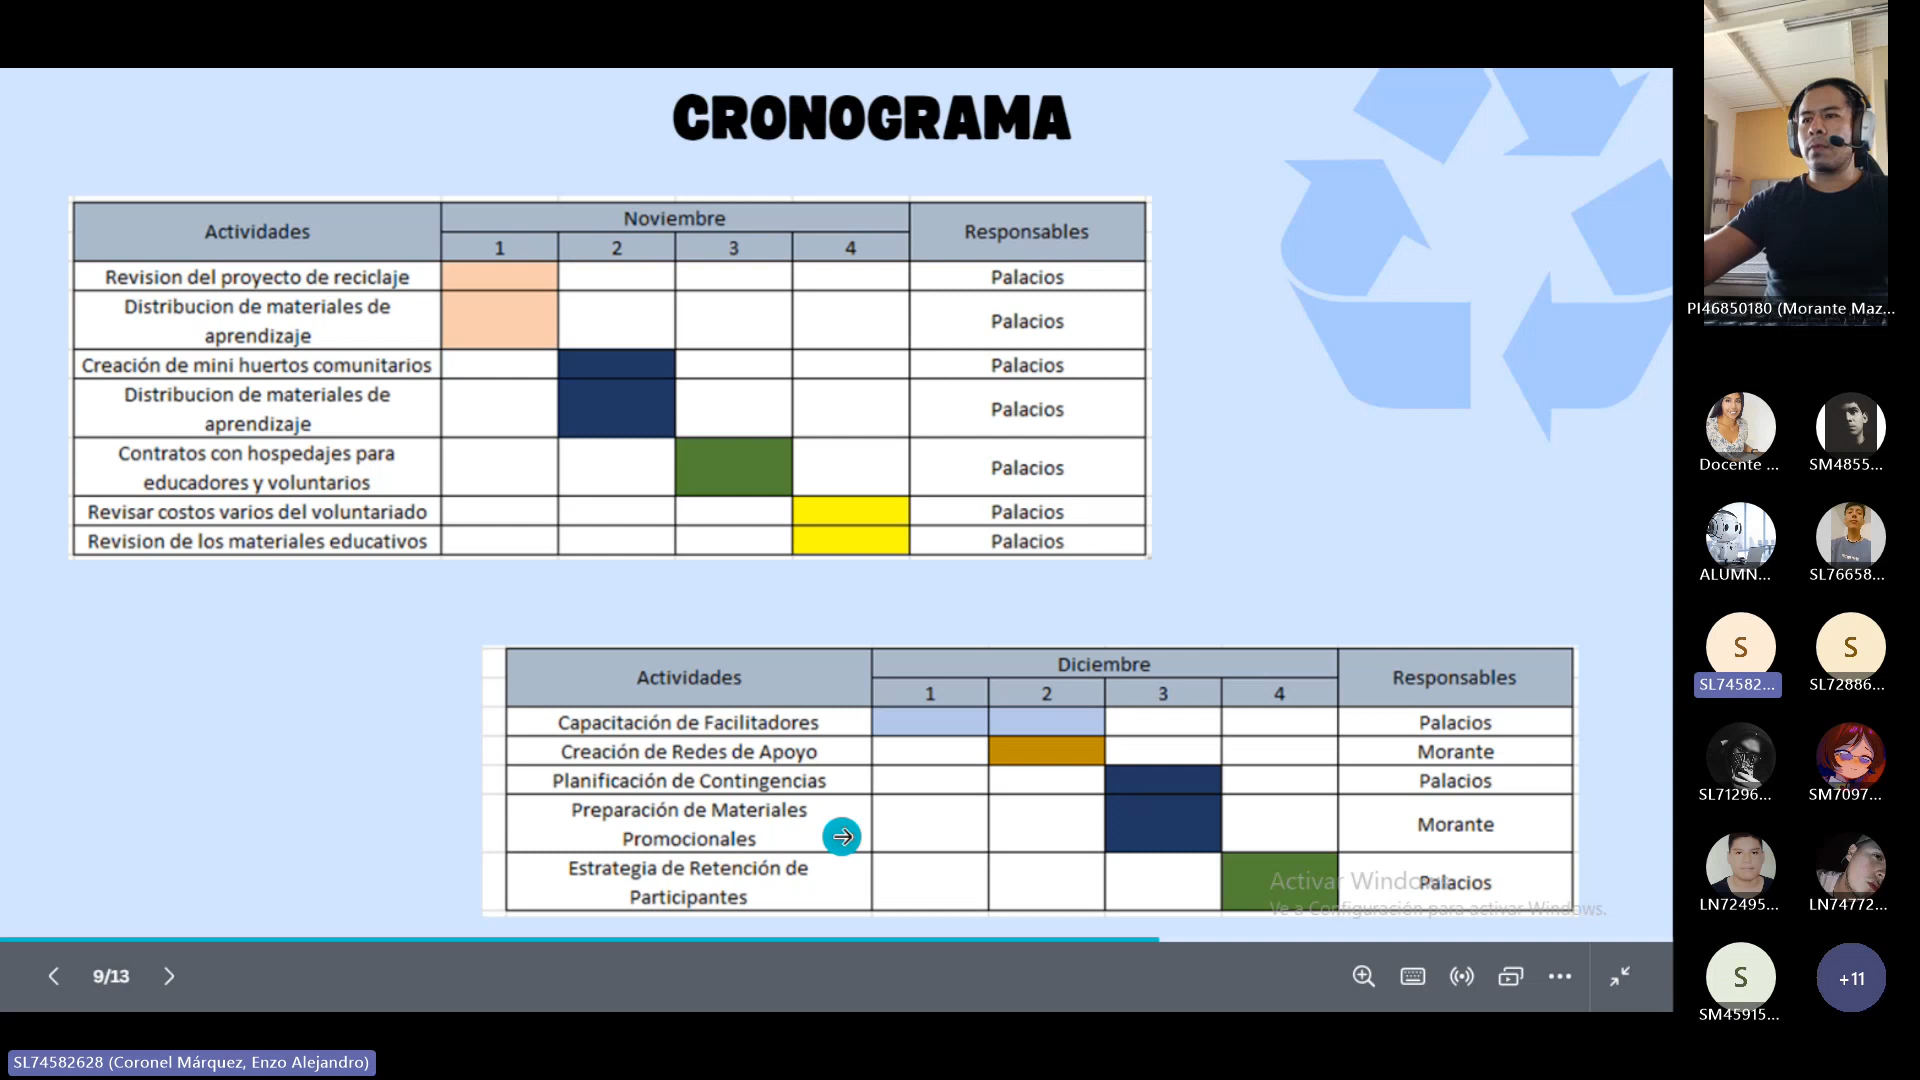 CRONOGRAMA
Actividades
Noviembre
Responsables
1 2 3 4
Revision del proyecto de reciclaje
Palacios
Distribucion de materiales de
aprendizaje
Palacios
Creación de mini huertos comunitarios
Palacios
Distribucion de materiales de
aprendizaje
Palacios
Contratos con hospedajes para
educadores y voluntarios
Palacios
Revisar costos varios del voluntariado
Palacios
Revision de los materiales educativos
Palacios
Actividades
Diciembre
Responsables
1 2 3 4
Capacitación de Facilitadores
Palacios
Creación de Redes de Apoyo
Morante
Planificación de Contingencias
Palacios
Preparación de Materiales
Promocionales
Morante
Estrategia de Retención de
Participantes
Palacios
Activar Windows
Ve a Configuración para activar Windows.
9/13
SL74582628 (Coronel Márquez, Enzo Alejandro)
PI46850180 (Morante Maz...
Docente ...
SM4855...
ALUMN...
SL76658...
S
SL74582...
S
SL72886...
SL71296...
SM7097...
LN72495...
LN74772...
S
SM45915...
+11